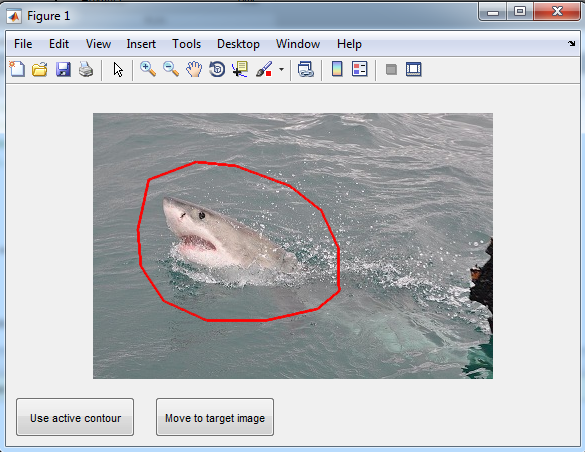 Figure 1
File Edit View Insert Tools Desktop Window Help
Use active contour Move to target image